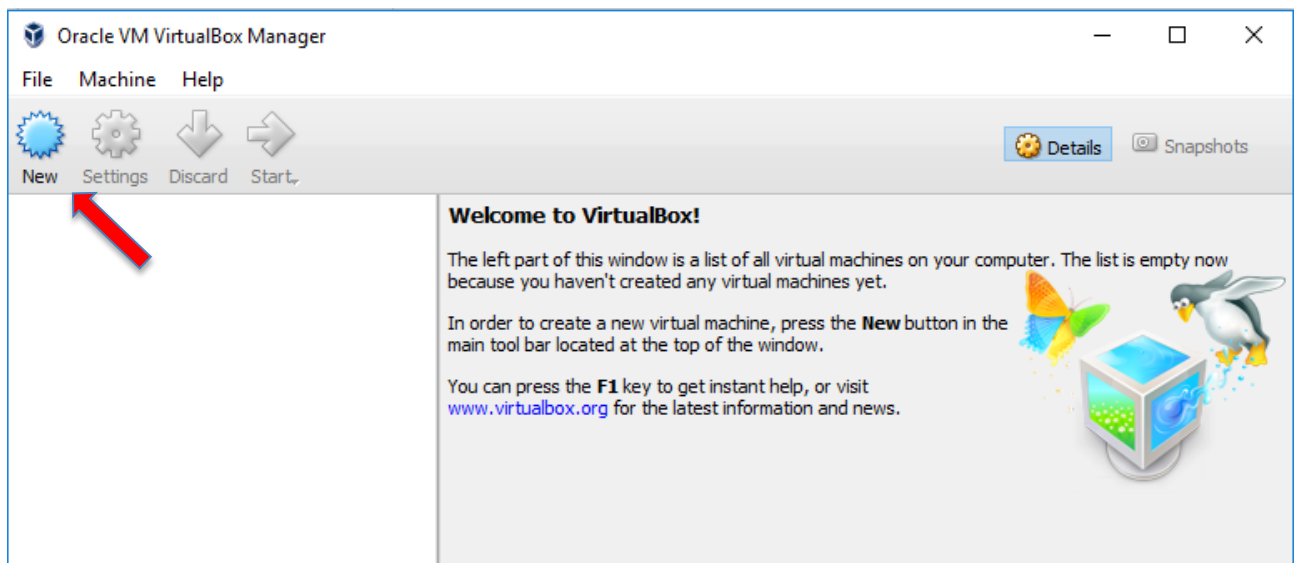 Oracle VM VirtualBox Manager
File Machine Help
New Settings Discard Start
Details Snapshots
Welcome to VirtualBox!
The left part of this window is a list of all virtual machines on your computer. The list is empty now
because you haven't created any virtual machines yet.
In order to create a new virtual machine, press the New button in the
main tool bar located at the top of the window.
You can press the F1 key to get instant help, or visit
www.virtualbox.org for the latest information and news.